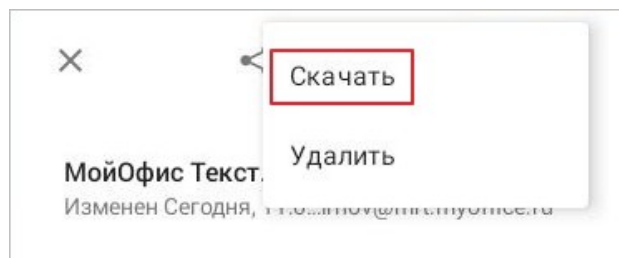 Скачать
Удалить
МойОфис Текст.
Изменен Сегодня,